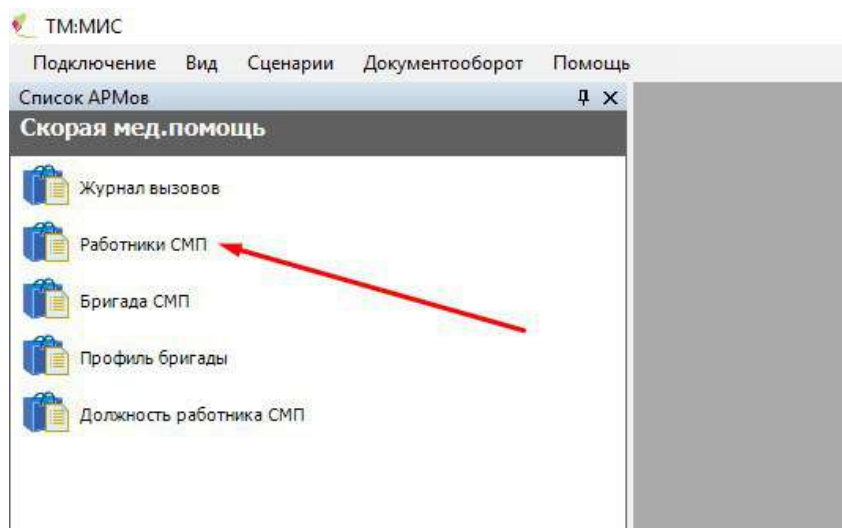 ТМ:МИС
Подключение Вид Сценарии Документооборот Помощь
Список АРМов
Скорая мед.помощь
Журнал вызовов
Работники СМП
Бригада СМП
Профиль бригады
Должность работника СМП